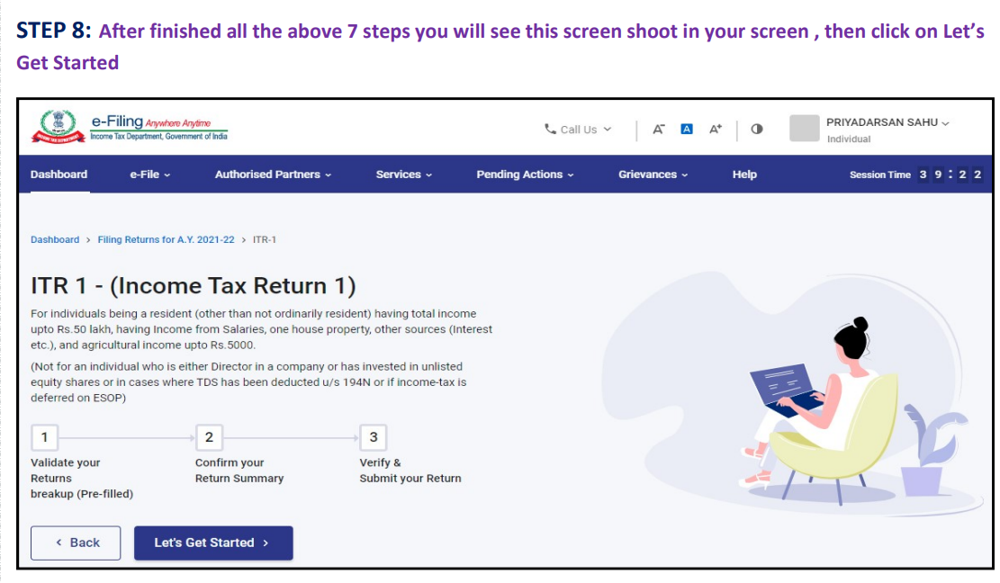 STEP 8: After finished all the above 7 steps you will see this screen shoot in your screen , then click on Let’s
Get Started
e-Filing Anywhere Anytime
Income Tax Department, Government of India
Call Us
A- A A+
PRIYADARSAN SAHU
Individual
Dashboard e-File Authorised Partners Services Pending Actions Grievances Help Session Time 3 9 : 2 2
Dashboard > Filing Returns for A.Y. 2021-22 > ITR-1
ITR 1 - (Income Tax Return 1)
For individuals being a resident (other than not ordinarily resident) having total income
upto Rs.50 lakh, having Income from Salaries, one house property, other sources (Interest
etc.), and agricultural income upto Rs.5000.
(Not for an individual who is either Director in a company or has invested in unlisted
equity shares or in cases where TDS has been deducted u/s 194N or if income-tax is
deferred on ESOP)
1 2 3
Validate your
Returns
breakup (Pre-filled)
Confirm your
Return Summary
Verify &
Submit your Return
< Back
Let's Get Started >